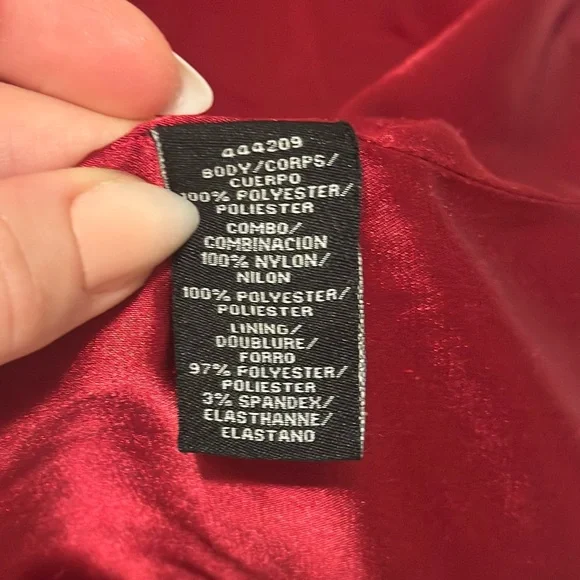 444209
BODY/CORPS/
CUERPO
100% POLYESTER/
POLIESTER
COMBO/
COMBINACION
100% NYLON/
NILON
100% POLYESTER/
POLIESTER
LINING/
DOUBLURE/
FORRO
97% POLYESTER/
POLIESTER
3% SPANDEX/
ELASTHANNE/
ELASTANO